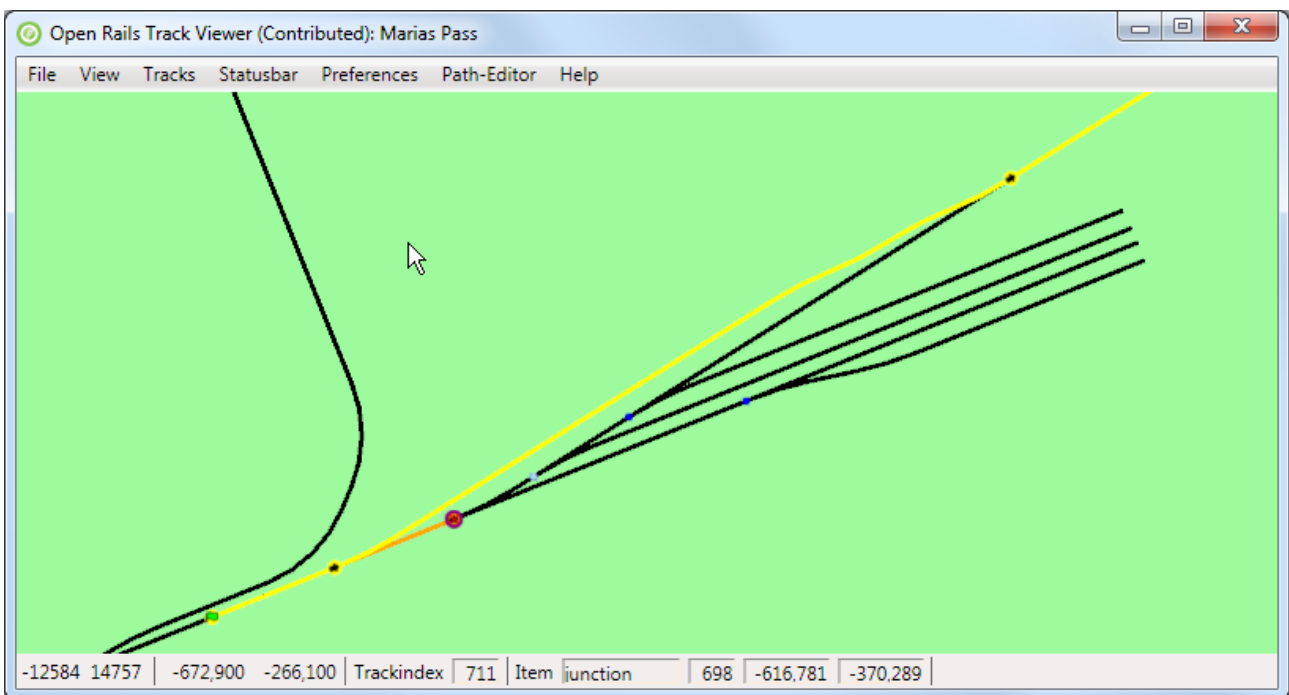 Open Rails Track Viewer (Contributed): Marias Pass
File View Tracks Statusbar Preferences Path-Editor Help
-12584 14757 -672,900 -266,100 Trackindex 711 Item junction 698 -616,781 -370,289